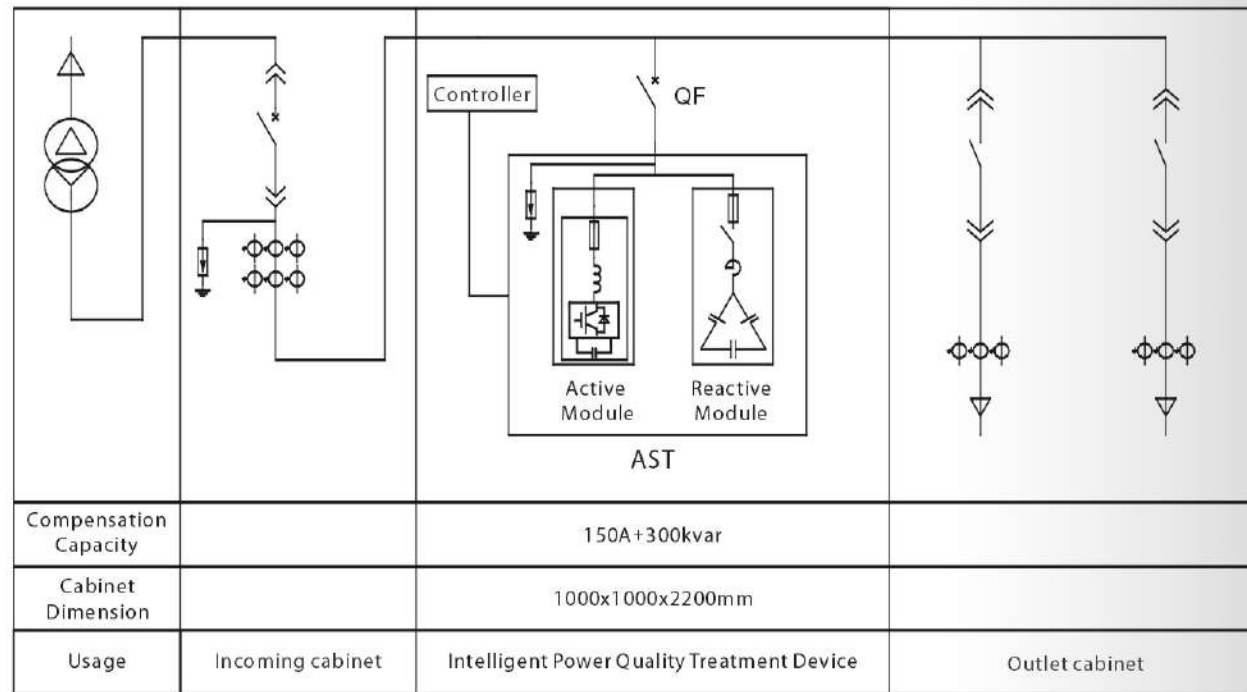 Controller
QF
Active
Module
Reactive
Module
AST
Compensation
Capacity
150A+300kvar
Cabinet
Dimension
1000x1000x2200mm
Usage
Incoming cabinet
Intelligent Power Quality Treatment Device
Outlet cabinet